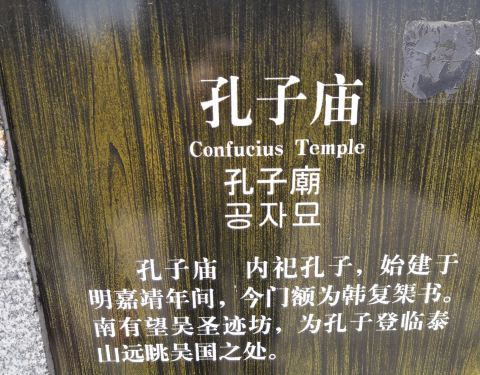 孔子庙
Confucius Temple
孔子廟
공자묘
孔子庙 内祀孔子，始建于
明嘉靖年间，今门额为韩复榘书。
南有望吴圣迹坊，为孔子登临泰
山远眺吴国之处。